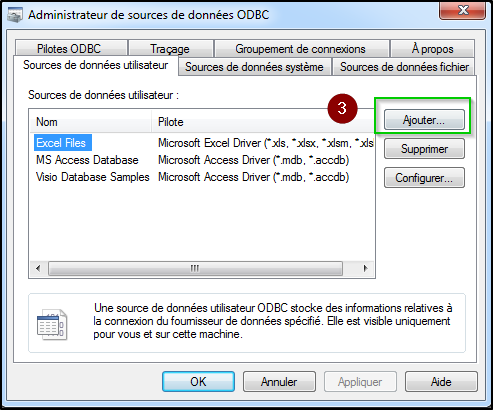 Administrateur de sources de données ODBC
Pilotes ODBC Traçage Groupement de connexions À propos
Sources de données utilisateur Sources de données système Sources de données fichier
Sources de données utilisateur :
3
Nom Pilote
Ajouter...
Excel Files Microsoft Excel Driver (*.xls, *.xlsx, *.xlsm, *.xls
MS Access Database Microsoft Access Driver (*.mdb, *.accdb)
Supprimer
Visio Database Samples Microsoft Access Driver (*.mdb, *.accdb)
Configurer...
Une source de données utilisateur ODBC stocke des informations relatives à
la connexion du fournisseur de données spécifié. Elle est visible uniquement
pour vous et sur cette machine.
OK Annuler Appliquer Aide